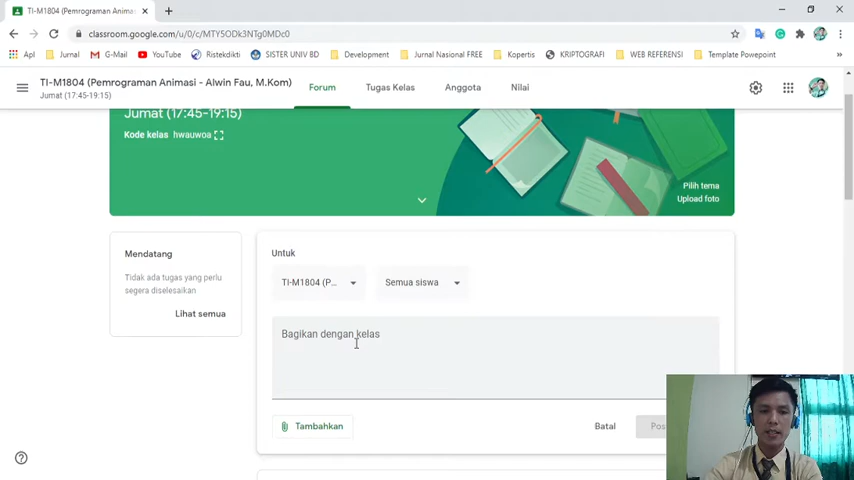 TI-M1804 (Pemrograman Animas
classroom.google.com/u/0/c/MTY5ODk3NTg0MDc0
Apl Jurnal G-Mail YouTube Ristekdikti SISTER UNIV BD Development Jurnal Nasional FREE Kopertis KRIPTOGRAFI WEB REFERENSI Template Powepoint
TI-M1804 (Pemrograman Animasi - Alwin Fau, M.Kom)
Jumat (17:45-19:15)
Forum Tugas Kelas Anggota Nilai
Jumat (17:45-19:15)
Kode kelas hwauwoa
Pilih tema
Upload foto
Mendatang
Tidak ada tugas yang perlu
segera diselesaikan
Lihat semua
Untuk
TI-M1804 (P... Semua siswa
Bagikan dengan kelas
Tambahkan Batal Pos